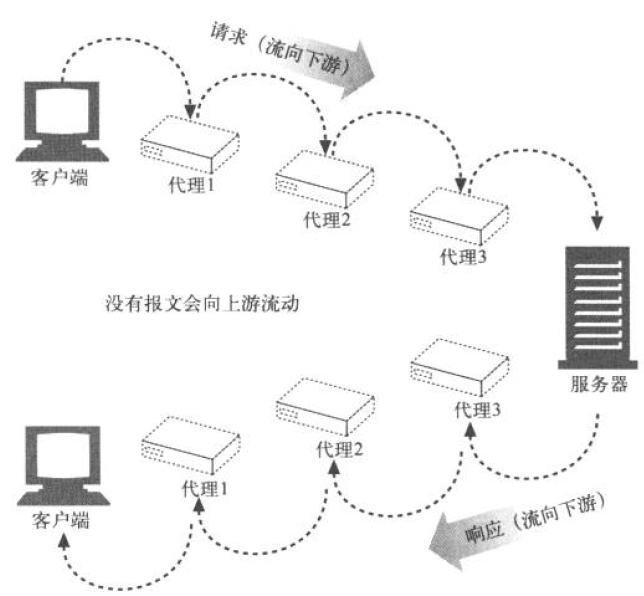 请求（流向下游）
客户端
代理1
代理2
代理3
没有报文会向上游流动
服务器
代理3
代理2
代理1
客户端
响应（流向下游）